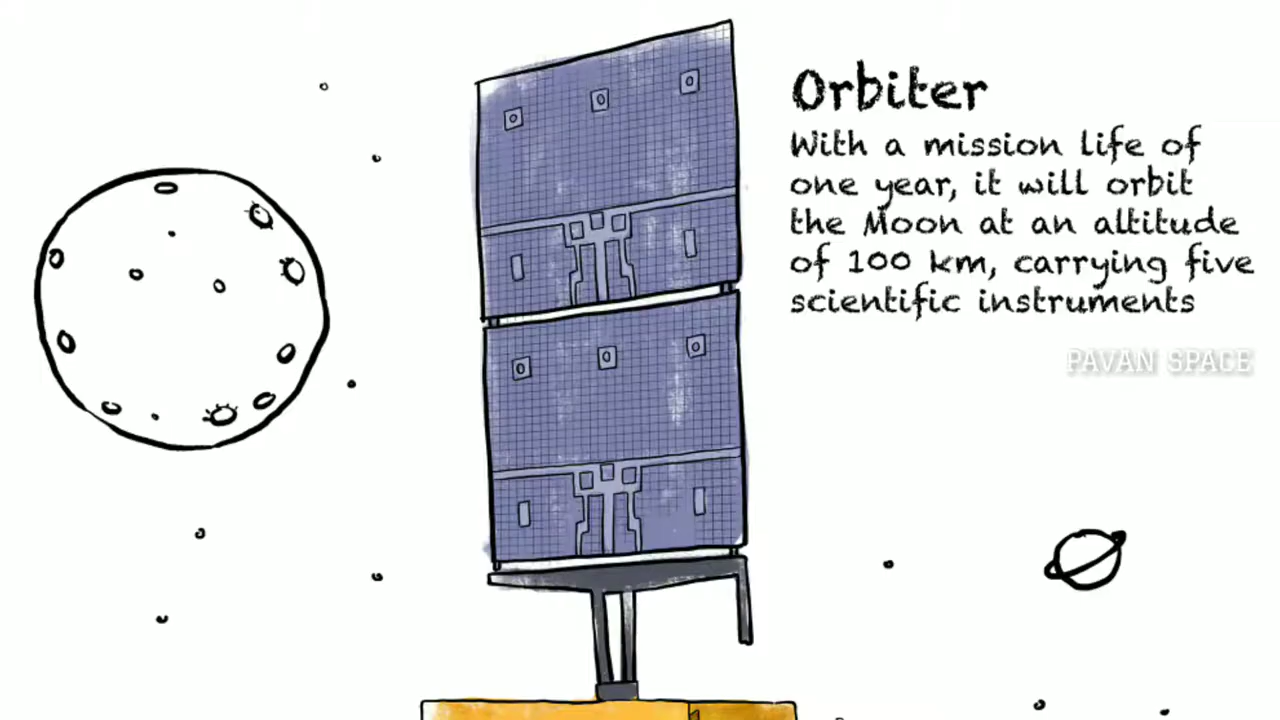 Orbiter
With a mission life of
one year, it will orbit
the Moon at an altitude
of 100 km, carrying five
scientific instruments
PAVAN SPACE